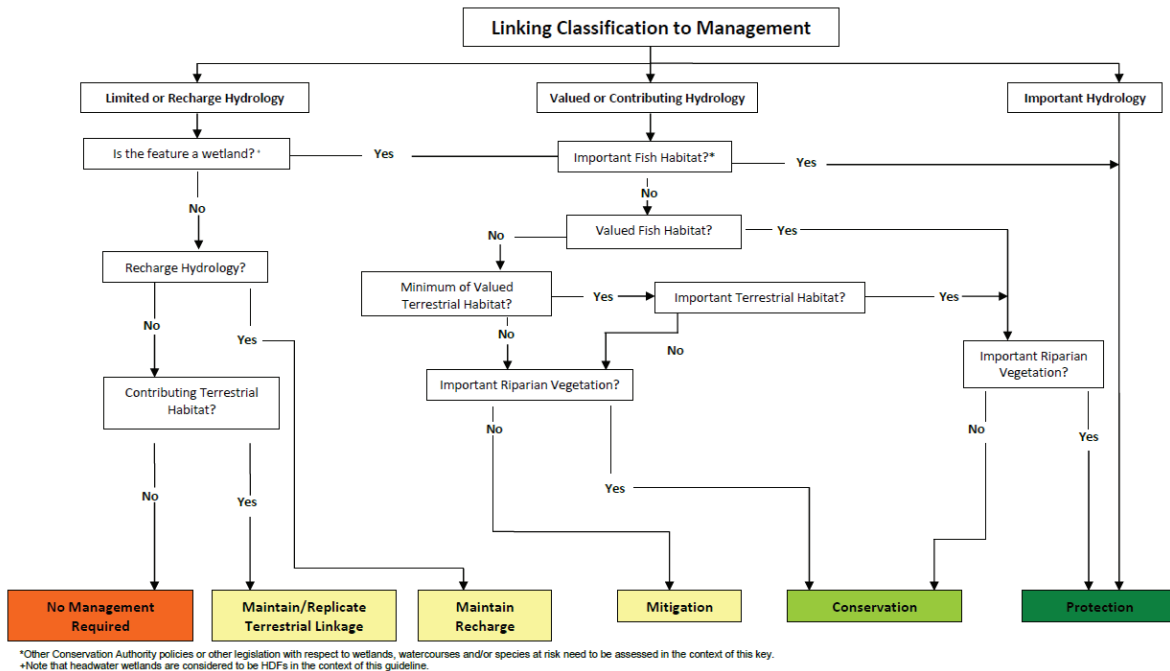 Linking Classification to Management
Limited or Recharge Hydrology
Valued or Contributing Hydrology
Important Hydrology
Is the feature a wetland?+
Yes
Important Fish Habitat?*
Yes
No
No
Valued Fish Habitat?
Yes
No
Recharge Hydrology?
Minimum of Valued
Terrestrial Habitat?
Yes
Important Terrestrial Habitat?
Yes
No
Yes
No
No
Important Riparian
Vegetation?
Contributing Terrestrial
Habitat?
Important Riparian Vegetation?
No
Yes
No
Yes
No
Yes
No Management
Required
Maintain/Replicate
Terrestrial Linkage
Maintain
Recharge
Mitigation
Conservation
Protection
*Other Conservation Authority policies or other legislation with respect to wetlands, watercourses and/or species at risk need to be assessed in the context of this key.
+Note that headwater wetlands are considered to be HDFs in the context of this guideline.